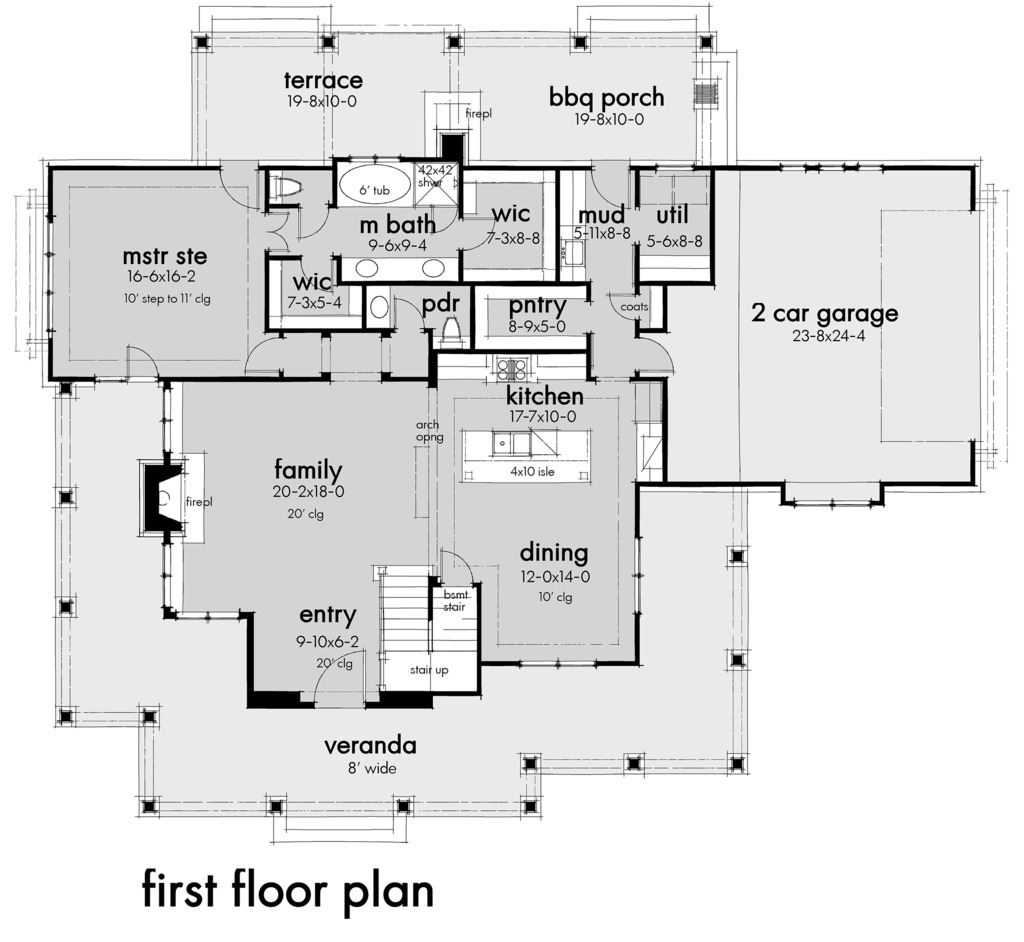 terrace
19-8x10-0
bbq porch
19-8x10-0
firepl
42x42
shwr
6' tub
m bath
9-6x9-4
wic
7-3x8-8
mud
5-11x8-8
util
5-6x8-8
mstr ste
16-6x16-2
10' step to 11' clg
wic
7-3x5-4
pdr
pntry
8-9x5-0
coats
2 car garage
23-8x24-4
kitchen
17-7x10-0
arch
opng
4x10 isle
family
20-2x18-0
20' clg
firepl
dining
12-0x14-0
10' clg
bsmt
stair
entry
9-10x6-2
20' clg
stair up
veranda
8' wide
first floor plan